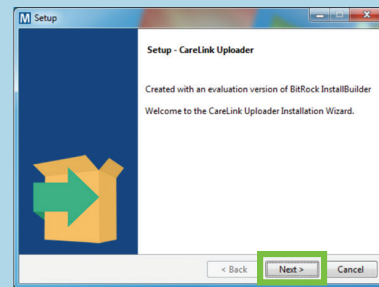 M Setup
Setup - CareLink Uploader
Created with an evaluation version of BitRock InstallBuilder
Welcome to the CareLink Uploader Installation Wizard.
< Back Next > Cancel